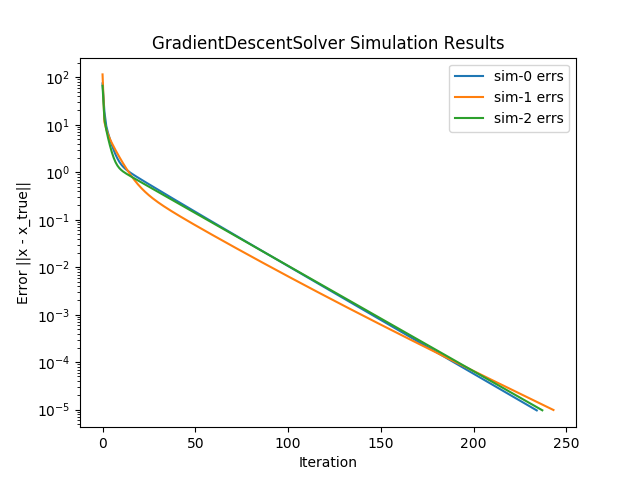 GradientDescentSolver Simulation Results
sim-0 errs
sim-1 errs
sim-2 errs
10^2
10^1
10^0
10^-1
10^-2
10^-3
10^-4
10^-5
Error ||x - x_true||
0 50 100 150 200 250
Iteration